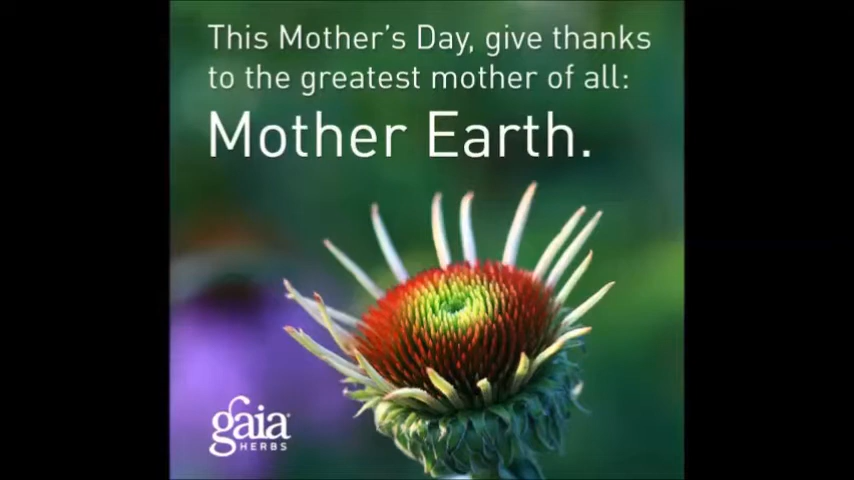 This Mother's Day, give thanks
to the greatest mother of all:
Mother Earth.
gaia
HERBS